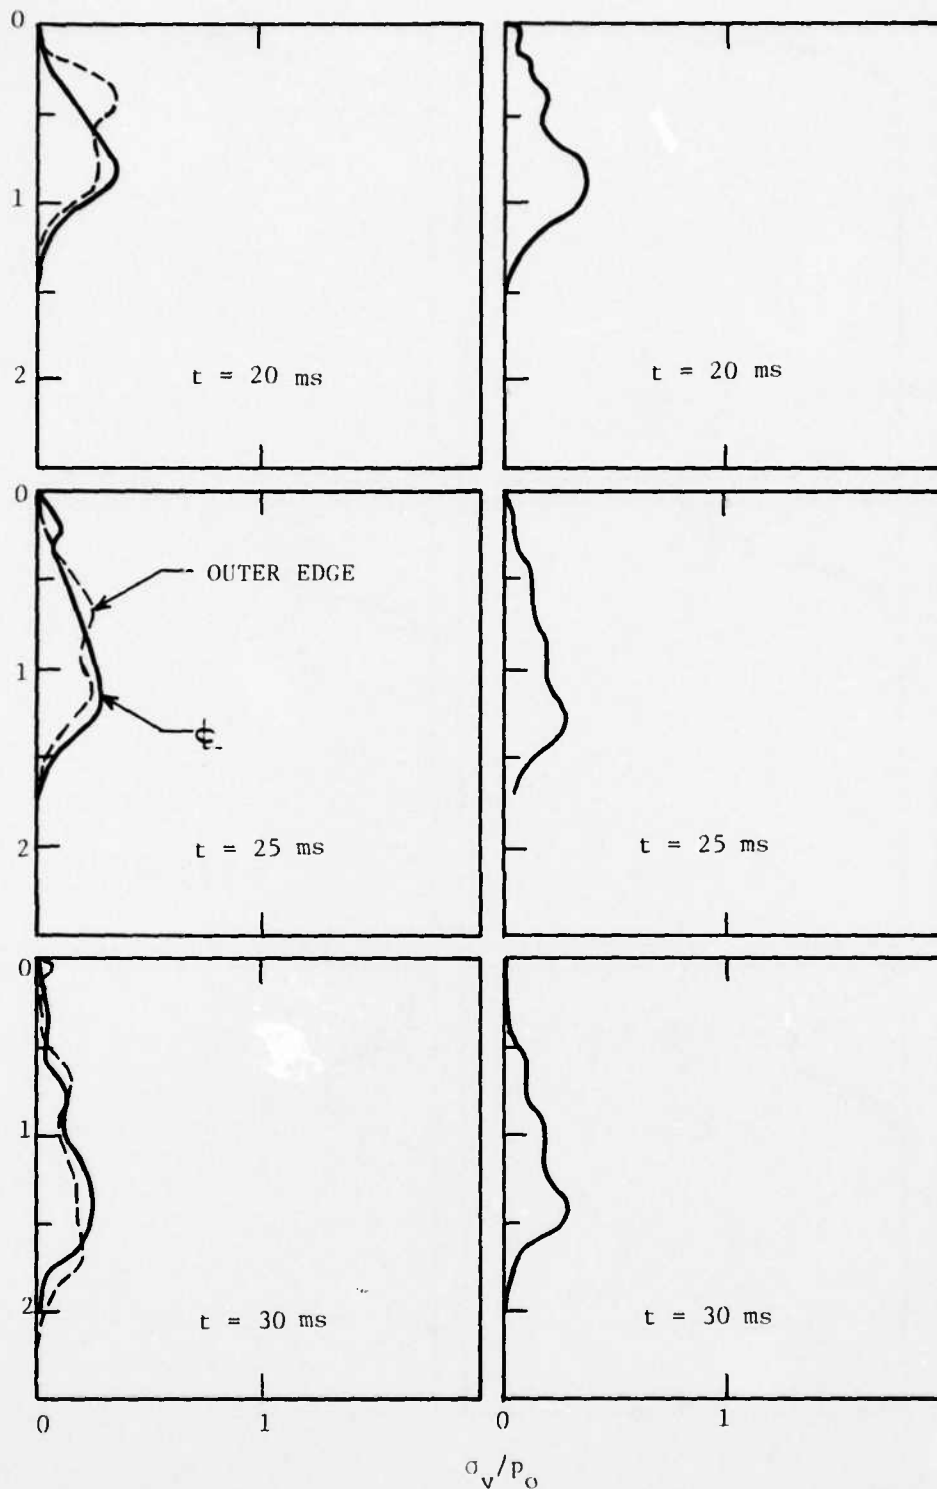 0
1
2
t = 20 ms
t = 20 ms
0
1
2
OUTER EDGE
℄
t = 25 ms
t = 25 ms
0
1
2
t = 30 ms
t = 30 ms
0 1 0 1
σv/po